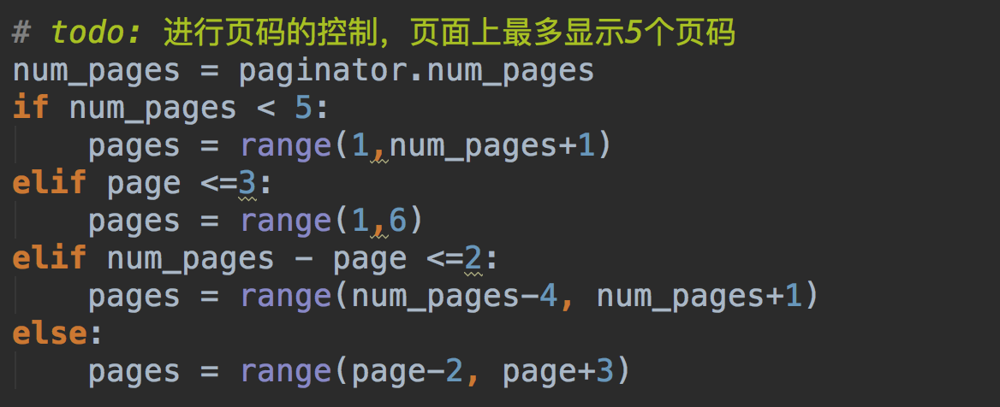 # todo: 进行页码的控制，页面上最多显示5个页码
num_pages = paginator.num_pages
if num_pages < 5:
    pages = range(1,num_pages+1)
elif page <=3:
    pages = range(1,6)
elif num_pages - page <=2:
    pages = range(num_pages-4, num_pages+1)
else:
    pages = range(page-2, page+3)